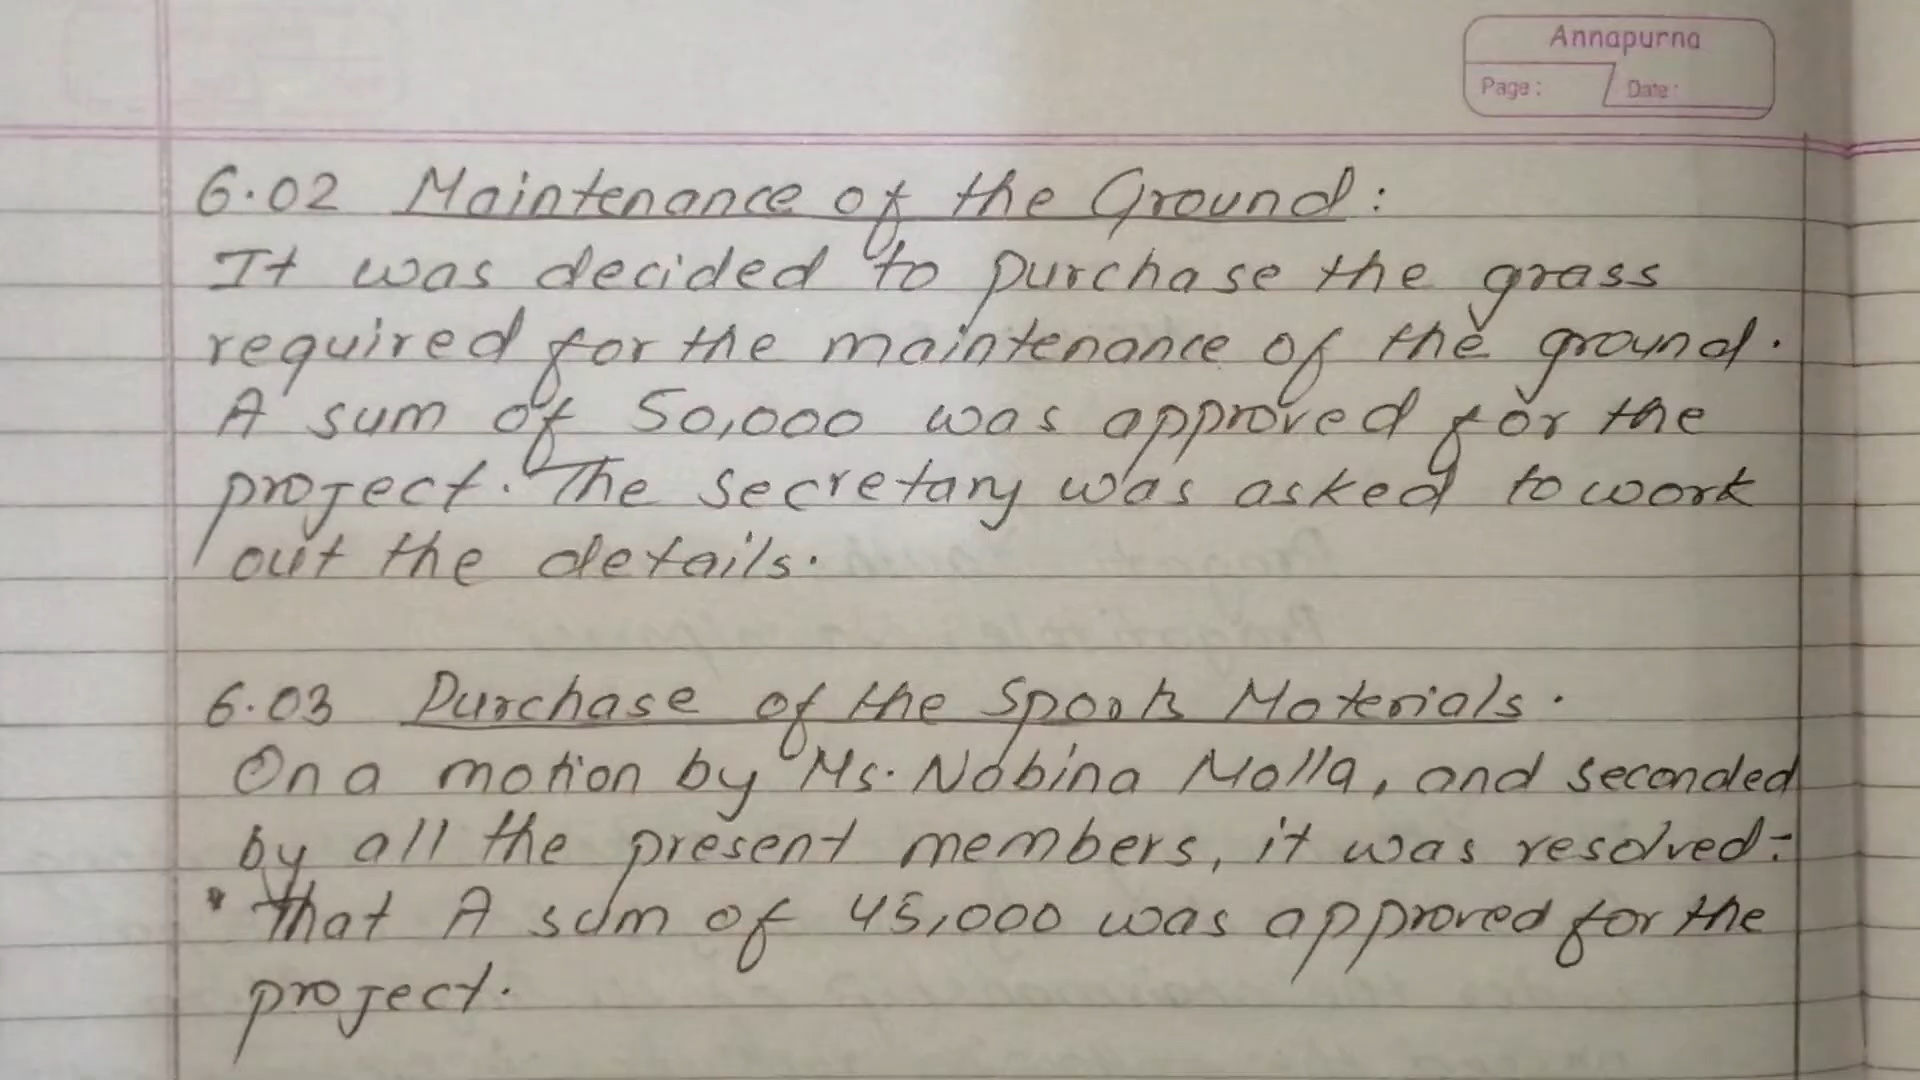 Annapurna
Page: Date:
6.02 Maintenance of the Ground:
It was decided to purchase the grass
required for the maintenance of the ground.
A sum of 50,000 was approved for the
project. The secretary was asked to work
out the details.
6.03 Purchase of the Sports Materials.
On a motion by Ms. Nobina Molla, and seconded
by all the present members, it was resolved:-
• that A sum of 45,000 was approved for the
project.